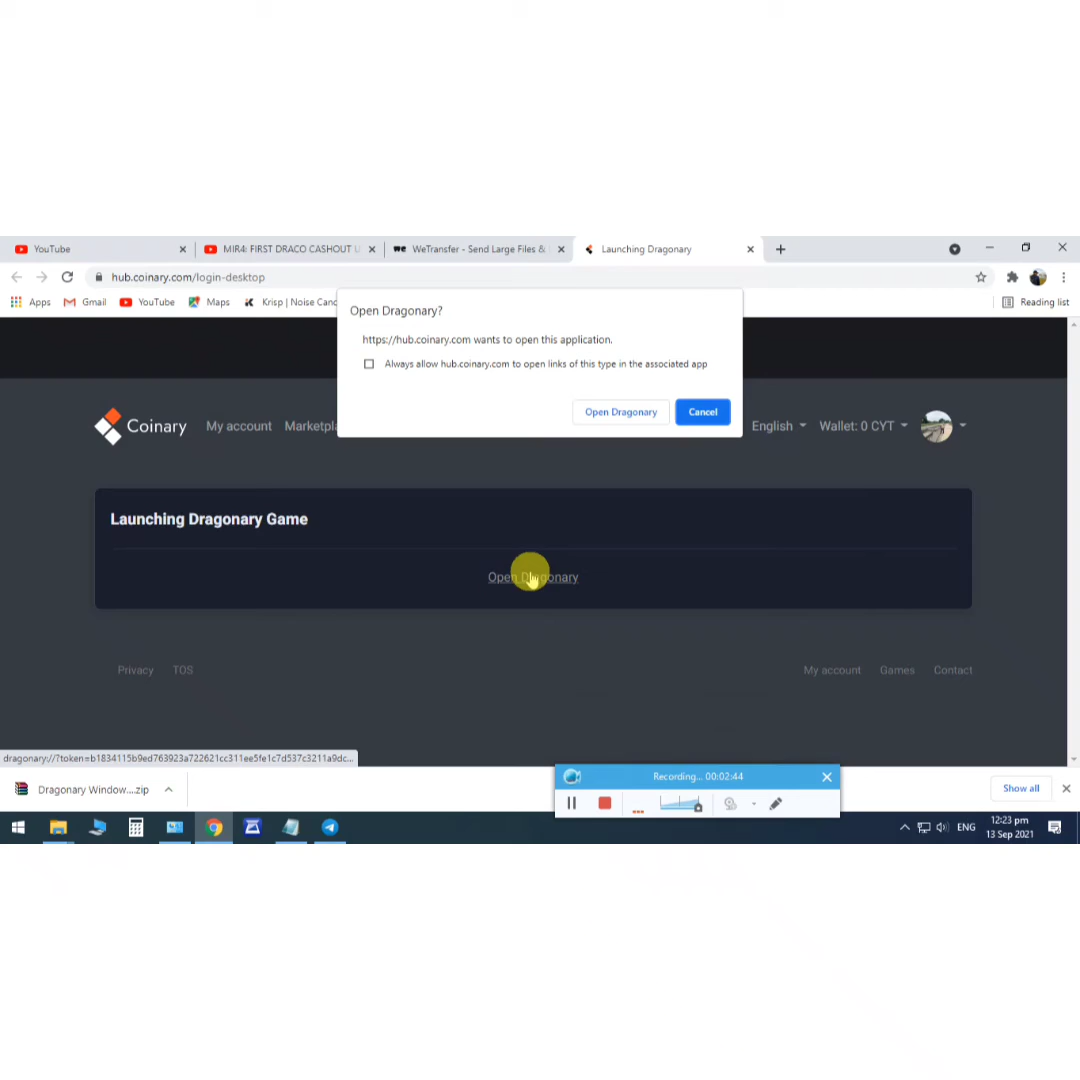 YouTube
MIR4: FIRST DRACO CASHOUT
WeTransfer - Send Large Files &
Launching Dragonary
hub.coinary.com/login-desktop
Apps
Gmail
YouTube
Maps
Krisp | Noise Canc
Reading list
Open Dragonary?
https://hub.coinary.com wants to open this application.
Always allow hub.coinary.com to open links of this type in the associated app
Open Dragonary
Cancel
Coinary
My account
Marketpla
English
Wallet: 0 CYT
Launching Dragonary Game
Open Dragonary
Privacy
TOS
My account
Games
Contact
dragonary://?token=b1834115b9ed763923a722621cc311ee5fe1c7d537c3211a9dc...
Dragonary Window....zip
Recording... 00:02:44
Show all
ENG
12:23 pm
13 Sep 2021